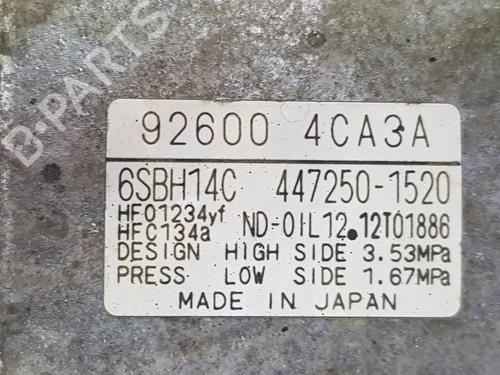 92600 4CA3A
6SBH14C 447250-1520
HFO1234yf
HFC134a ND-OIL12 12T01886
DESIGN HIGH SIDE 3.53MPa
PRESS LOW SIDE 1.67MPa
MADE IN JAPAN
B-PARTS